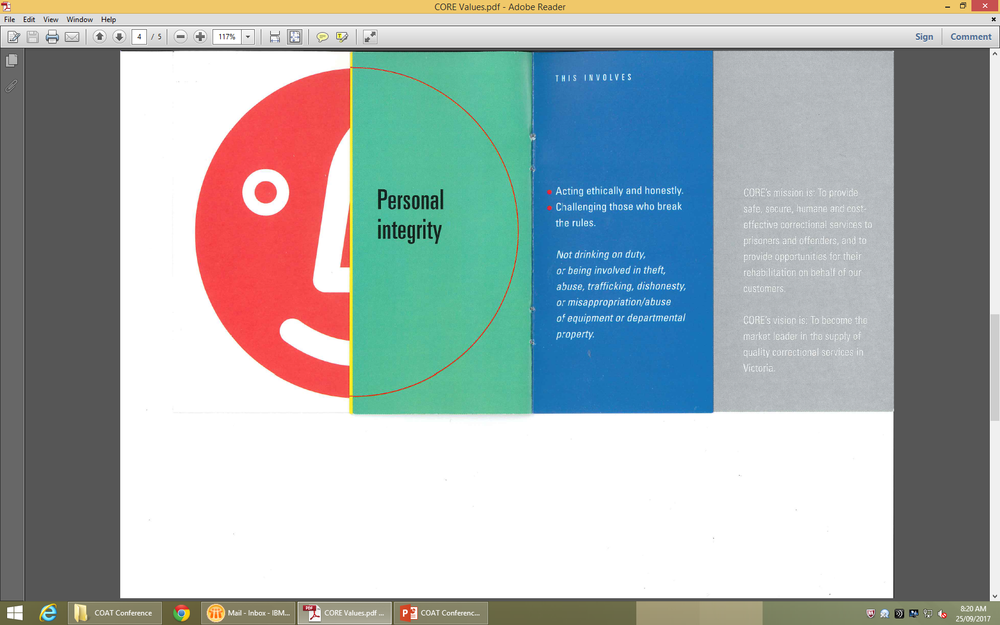 CORE Values.pdf - Adobe Reader
File Edit View Window Help
4 / 5 117% Sign Comment
THIS INVOLVES
Personal
integrity
Acting ethically and honestly.
Challenging those who break
the rules.
Not drinking on duty,
or being involved in theft,
abuse, trafficking, dishonesty,
or misappropriation/abuse
of equipment or departmental
property.
CORE's mission is: To provide
safe, secure, humane and cost-
effective correctional services to
prisoners and offenders, and to
provide opportunities for their
rehabilitation on behalf of our
customers.
CORE's vision is: To become the
market leader in the supply of
quality correctional services in
Victoria.
COAT Conference Mail - Inbox - IBM... PDF CORE Values.pdf ... COAT Conferenc...
8:20 AM
25/09/2017